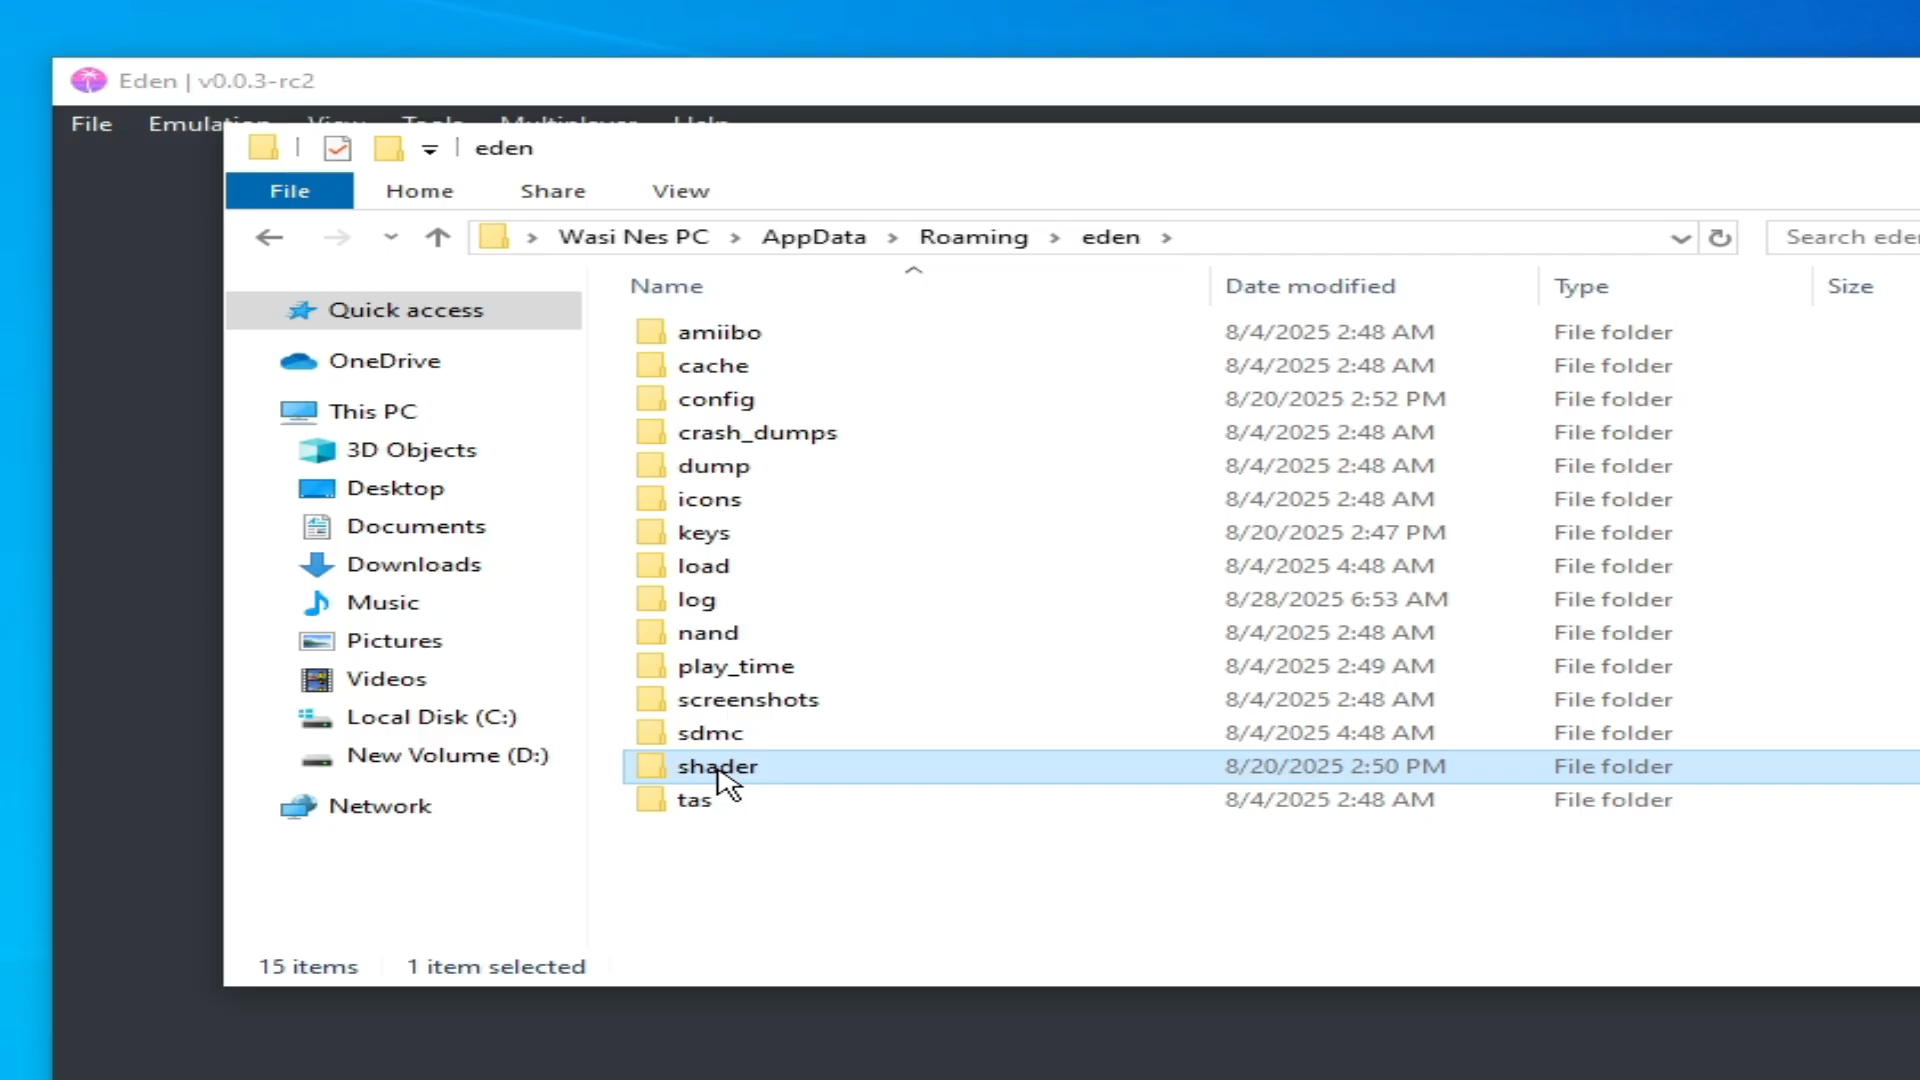 Eden | v0.0.3-rc2
File Emulation View Tools Multiplayer Help
eden
File Home Share View
Wasi Nes PC > AppData > Roaming > eden >
Search eden
Name Date modified Type Size
Quick access
OneDrive
This PC
3D Objects
Desktop
Documents
Downloads
Music
Pictures
Videos
Local Disk (C:)
New Volume (D:)
Network
amiibo 8/4/2025 2:48 AM File folder
cache 8/4/2025 2:48 AM File folder
config 8/20/2025 2:52 PM File folder
crash_dumps 8/4/2025 2:48 AM File folder
dump 8/4/2025 2:48 AM File folder
icons 8/4/2025 2:48 AM File folder
keys 8/20/2025 2:47 PM File folder
load 8/4/2025 4:48 AM File folder
log 8/28/2025 6:53 AM File folder
nand 8/4/2025 2:48 AM File folder
play_time 8/4/2025 2:49 AM File folder
screenshots 8/4/2025 2:48 AM File folder
sdmc 8/4/2025 4:48 AM File folder
shader 8/20/2025 2:50 PM File folder
tas 8/4/2025 2:48 AM File folder
15 items 1 item selected